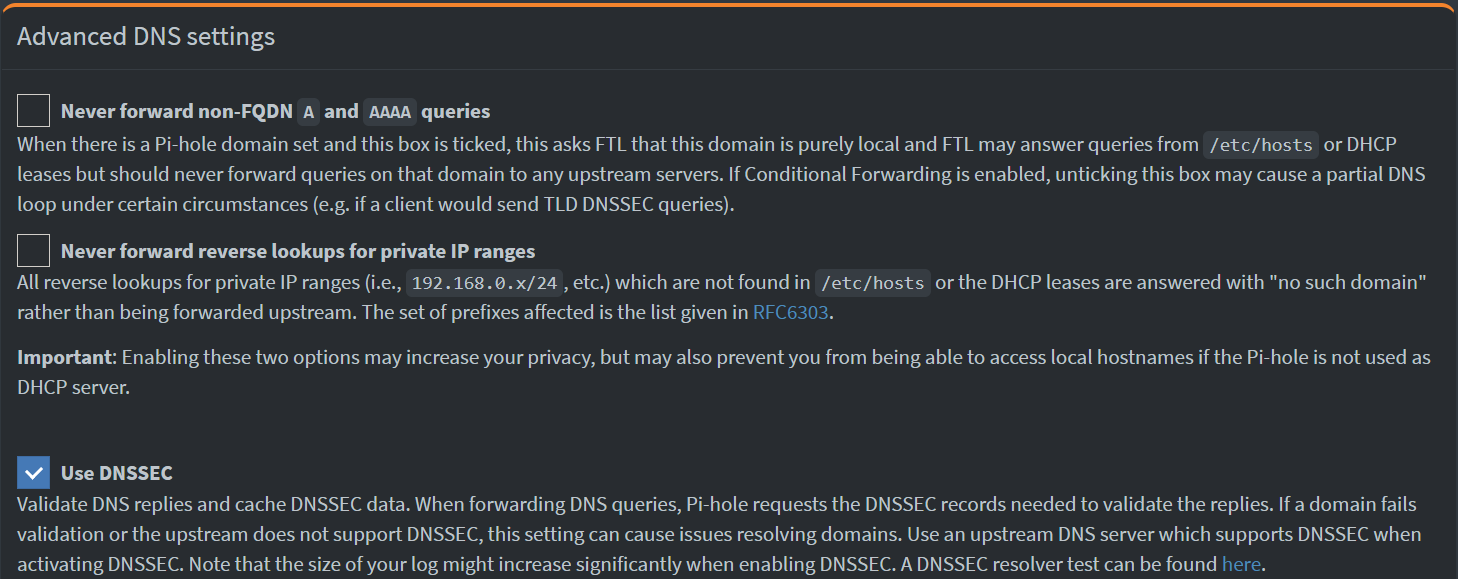 Advanced DNS settings
Never forward non-FQDN A and AAAA queries
When there is a Pi-hole domain set and this box is ticked, this asks FTL that this domain is purely local and FTL may answer queries from /etc/hosts or DHCP
leases but should never forward queries on that domain to any upstream servers. If Conditional Forwarding is enabled, unticking this box may cause a partial DNS
loop under certain circumstances (e.g. if a client would send TLD DNSSEC queries).
Never forward reverse lookups for private IP ranges
All reverse lookups for private IP ranges (i.e., 192.168.0.x/24, etc.) which are not found in /etc/hosts or the DHCP leases are answered with "no such domain"
rather than being forwarded upstream. The set of prefixes affected is the list given in RFC6303.
Important: Enabling these two options may increase your privacy, but may also prevent you from being able to access local hostnames if the Pi-hole is not used as
DHCP server.
Use DNSSEC
Validate DNS replies and cache DNSSEC data. When forwarding DNS queries, Pi-hole requests the DNSSEC records needed to validate the replies. If a domain fails
validation or the upstream does not support DNSSEC, this setting can cause issues resolving domains. Use an upstream DNS server which supports DNSSEC when
activating DNSSEC. Note that the size of your log might increase significantly when enabling DNSSEC. A DNSSEC resolver test can be found here.